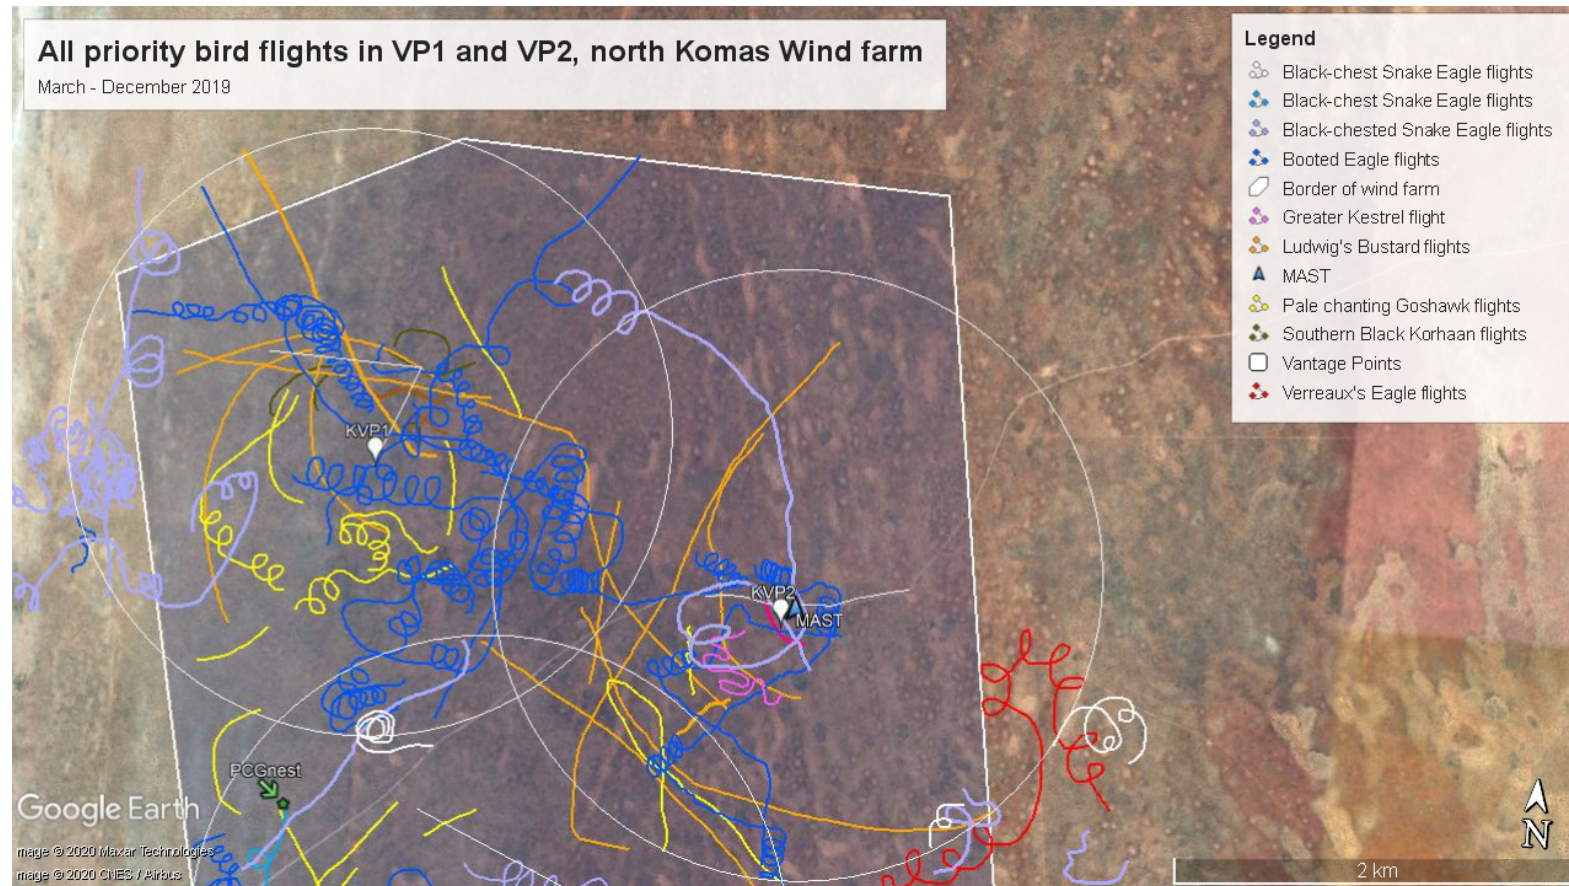 All priority bird flights in VP1 and VP2, north Komas Wind farm
March - December 2019
Legend
Black-chest Snake Eagle flights
Black-chest Snake Eagle flights
Black-chested Snake Eagle flights
Booted Eagle flights
Border of wind farm
Greater Kestrel flight
Ludwig's Bustard flights
MAST
Pale chanting Goshawk flights
Southern Black Korhaan flights
Vantage Points
Verreaux's Eagle flights
KVP1
KVP2
MAST
PCGnest
Google Earth
mage © 2020 Maxar Technologies
mage © 2020 CNES / Airbus
N
2 km